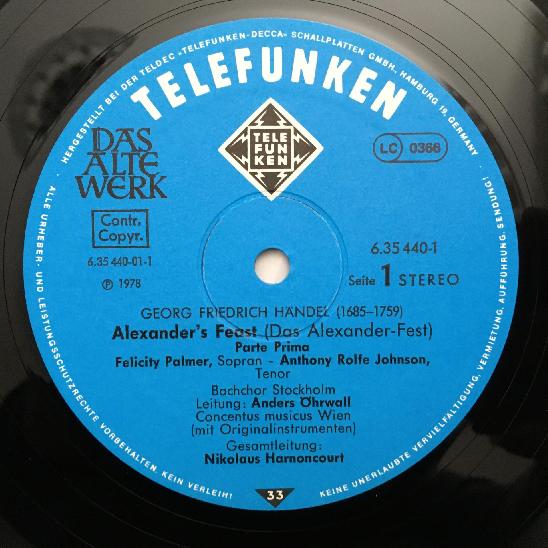 HERGESTELLT BEI DER TELDEC »TELEFUNKEN-DECCA« SCHALLPLATTEN GMBH, HAMBURG 19, GERMANY ·
TELEFUNKEN
TELE
FUN
KEN
DAS
ALTE
WERK
LC 0366
Contr.
Copyr.
6.35 440-01-1
℗ 1978
6.35 440-1
Seite 1 STEREO
GEORG FRIEDRICH HÄNDEL (1685–1759)
Alexander's Feast (Das Alexander-Fest)
Parte Prima
Felicity Palmer, Sopran – Anthony Rolfe Johnson,
Tenor
Bachchor Stockholm
Leitung: Anders Öhrwall
Concentus musicus Wien
(mit Originalinstrumenten)
Gesamtleitung:
Nikolaus Harnoncourt
· ALLE URHEBER- UND LEISTUNGSSCHUTZRECHTE VORBEHALTEN. KEIN VERLEIH!
33
KEINE UNERLAUBTE VERVIELFÄLTIGUNG, VERMIETUNG, AUFFÜHRUNG, SENDUNG!